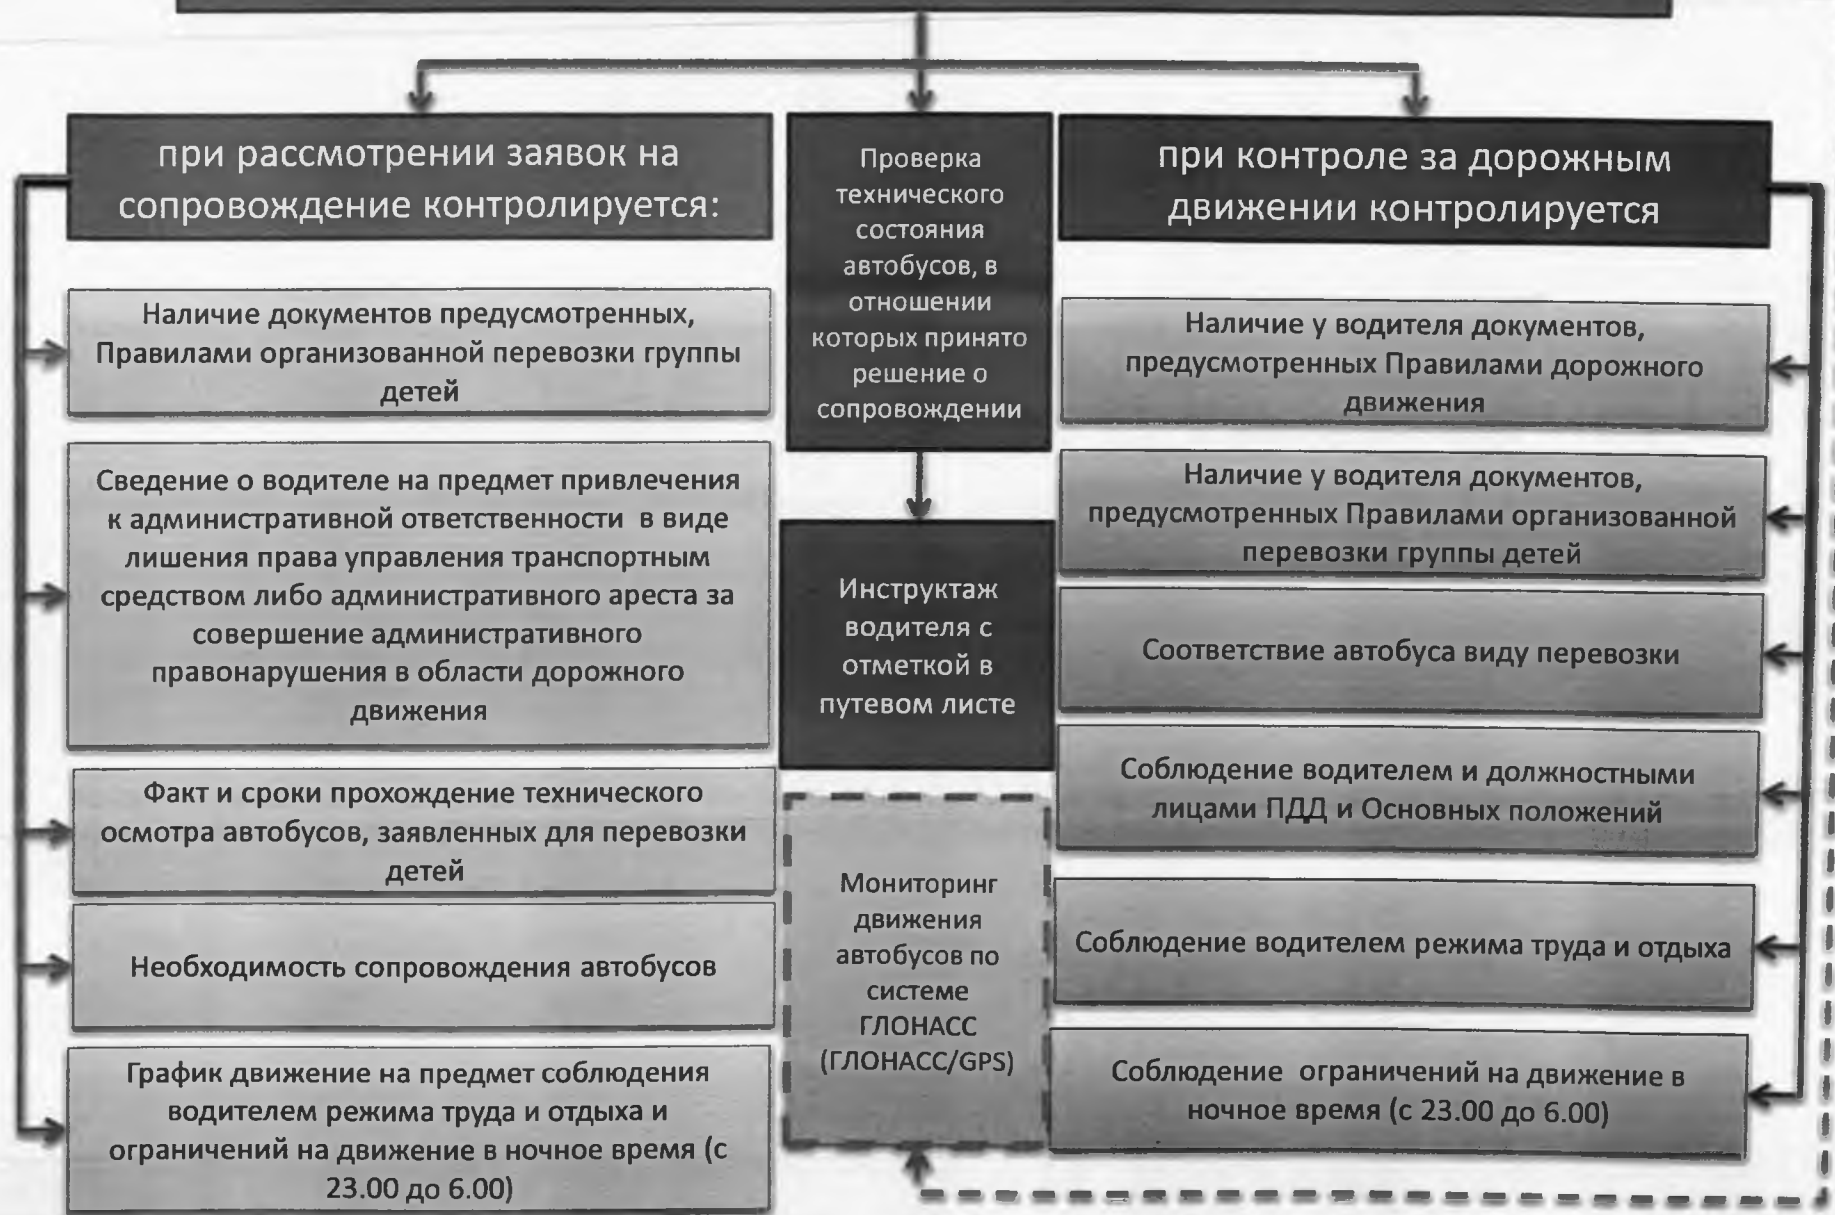 при рассмотрении заявок на
сопровождение контролируется:
Наличие документов предусмотренных,
Правилами организованной перевозки группы
детей
Сведение о водителе на предмет привлечения
к административной ответственности в виде
лишения права управления транспортным
средством либо административного ареста за
совершение административного
правонарушения в области дорожного
движения
Факт и сроки прохождение технического
осмотра автобусов, заявленных для перевозки
детей
Необходимость сопровождения автобусов
График движение на предмет соблюдения
водителем режима труда и отдыха и
ограничений на движение в ночное время (с
23.00 до 6.00)
Проверка
технического
состояния
автобусов, в
отношении
которых принято
решение о
сопровождении
Инструктаж
водителя с
отметкой в
путевом листе
Мониторинг
движения
автобусов по
системе
ГЛОНАСС
(ГЛОНАСС/GPS)
при контроле за дорожным
движении контролируется
Наличие у водителя документов,
предусмотренных Правилами дорожного
движения
Наличие у водителя документов,
предусмотренных Правилами организованной
перевозки группы детей
Соответствие автобуса виду перевозки
Соблюдение водителем и должностными
лицами ПДД и Основных положений
Соблюдение водителем режима труда и отдыха
Соблюдение ограничений на движение в
ночное время (с 23.00 до 6.00)